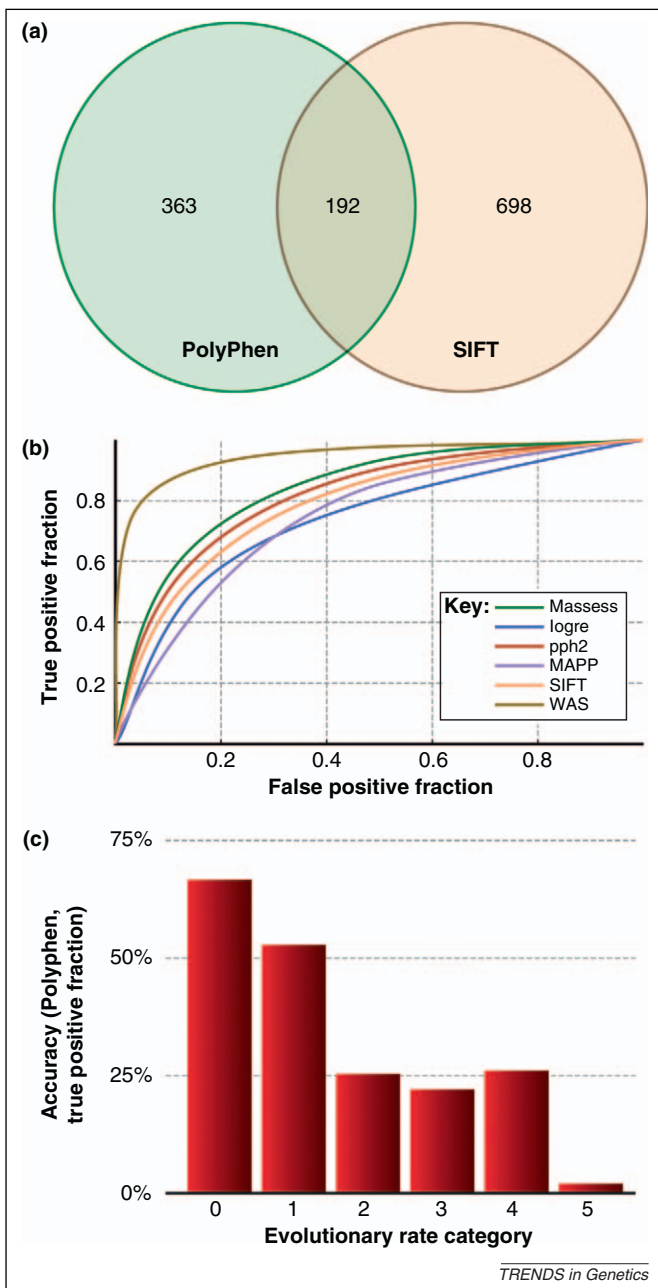 (a)
363 192 698
PolyPhen SIFT
(b)
True positive fraction
0.8
0.6
0.4
0.2
Key: Massess
logre
pph2
MAPP
SIFT
WAS
0.2 0.4 0.6 0.8
False positive fraction
(c)
Accuracy (Polyphen,
true positive fraction)
75%
50%
25%
0%
0 1 2 3 4 5
Evolutionary rate category
TRENDS in Genetics